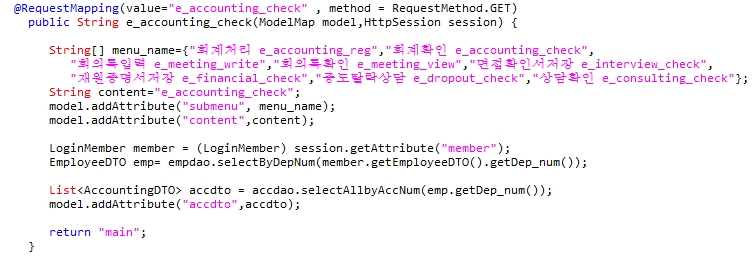 @RequestMapping(value="e_accounting_check" , method = RequestMethod.GET)
public String e_accounting_check(ModelMap model,HttpSession session) {
String[] menu_name={"회계처리 e_accounting_reg","회계확인 e_accounting_check",
"회의록입력 e_meeting_write","회의록확인 e_meeting_view","면접확인서저장 e_interview_check",
"재원증명서저장 e_financial_check","중도탈락상담 e_dropout_check","상담확인 e_consulting_check"};
String content="e_accounting_check";
model.addAttribute("submenu", menu_name);
model.addAttribute("content",content);
LoginMember member = (LoginMember) session.getAttribute("member");
EmployeeDTO emp= empdao.selectByDepNum(member.getEmployeeDTO().getDep_num());
List<AccountingDTO> accdto = accdao.selectAllbyAccNum(emp.getDep_num());
model.addAttribute("accdto",accdto);
return "main";
}